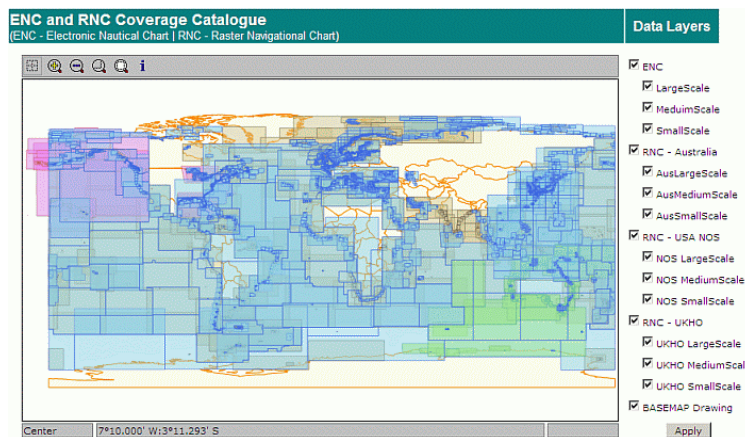 ENC and RNC Coverage Catalogue
(ENC - Electronic Nautical Chart | RNC - Raster Navigational Chart)
Data Layers
ENC
LargeScale
MeduimScale
SmallScale
RNC - Australia
AusLargeScale
AusMediumScale
AusSmallScale
RNC - USA NOS
NOS LargeScale
NOS MediumScale
NOS SmallScale
RNC - UKHO
UKHO LargeScale
UKHO MediumScal
UKHO SmallScale
BASEMAP Drawing
Apply
Center
7°10.000' W:3°11.293' S